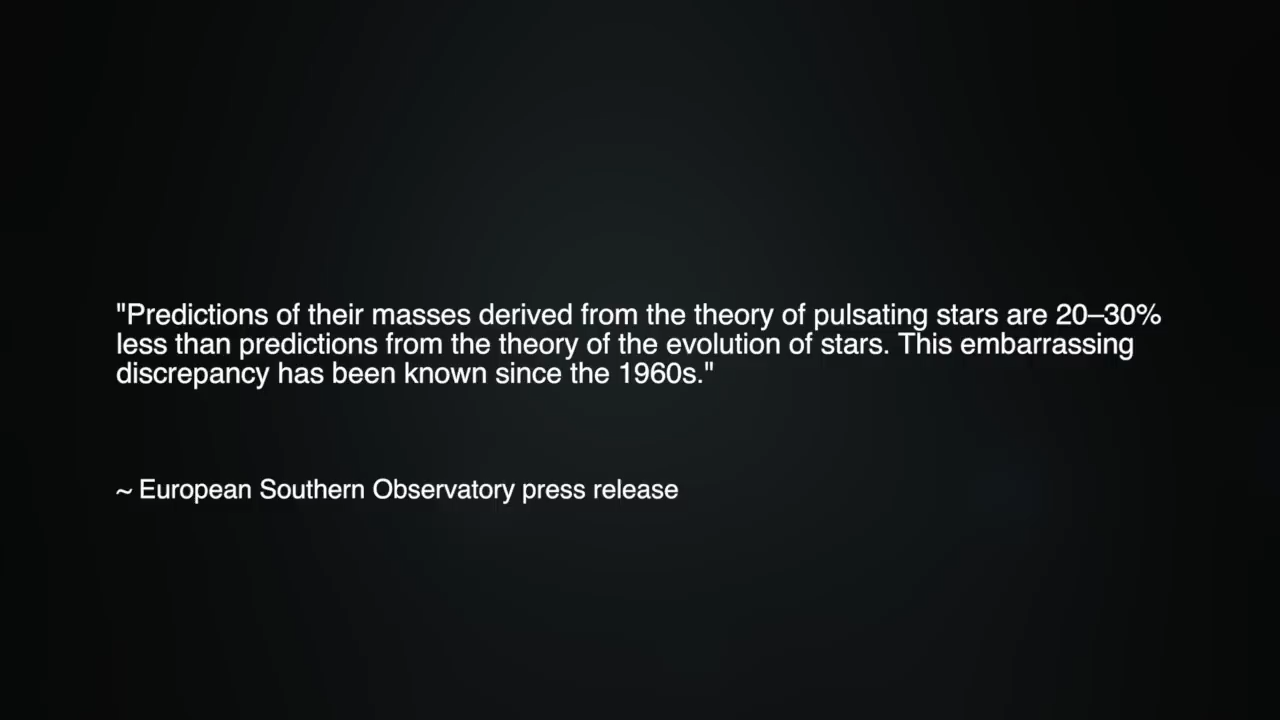 "Predictions of their masses derived from the theory of pulsating stars are 20–30%
less than predictions from the theory of the evolution of stars. This embarrassing
discrepancy has been known since the 1960s."
~ European Southern Observatory press release